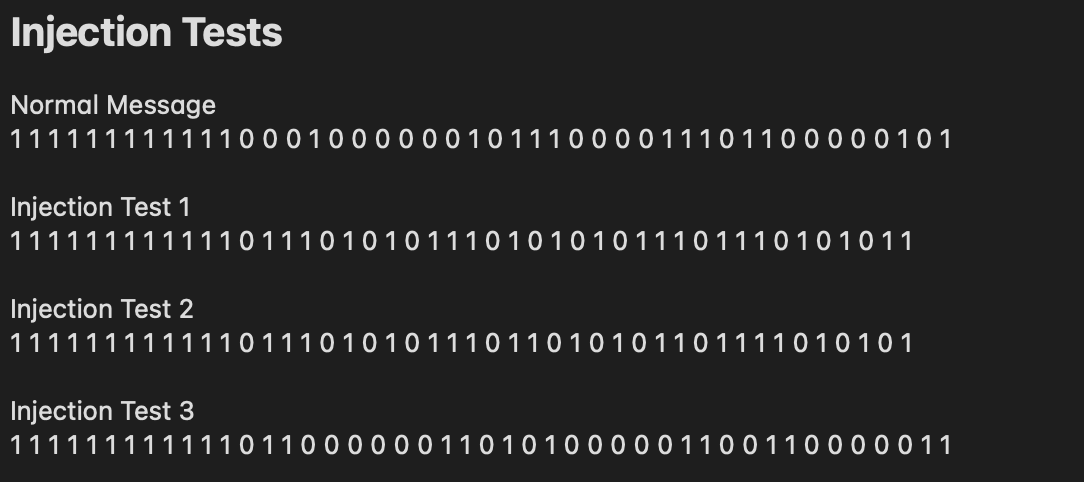 Injection Tests
Normal Message
1 1 1 1 1 1 1 1 1 1 1 1 0 0 0 1 0 0 0 0 0 0 1 0 1 1 1 0 0 0 0 1 1 1 0 1 1 0 0 0 0 0 1 0 1
Injection Test 1
1 1 1 1 1 1 1 1 1 1 1 1 0 1 1 1 0 1 0 1 0 1 1 1 0 1 0 1 0 1 0 1 1 1 0 1 1 1 0 1 0 1 0 1 1
Injection Test 2
1 1 1 1 1 1 1 1 1 1 1 1 0 1 1 1 0 1 0 1 0 1 1 1 0 1 1 0 1 0 1 0 1 1 0 1 1 1 1 0 1 0 1 0 1
Injection Test 3
1 1 1 1 1 1 1 1 1 1 1 1 0 1 1 0 0 0 0 0 0 1 1 0 1 0 1 0 0 0 0 0 1 1 0 0 1 1 0 0 0 0 0 1 1